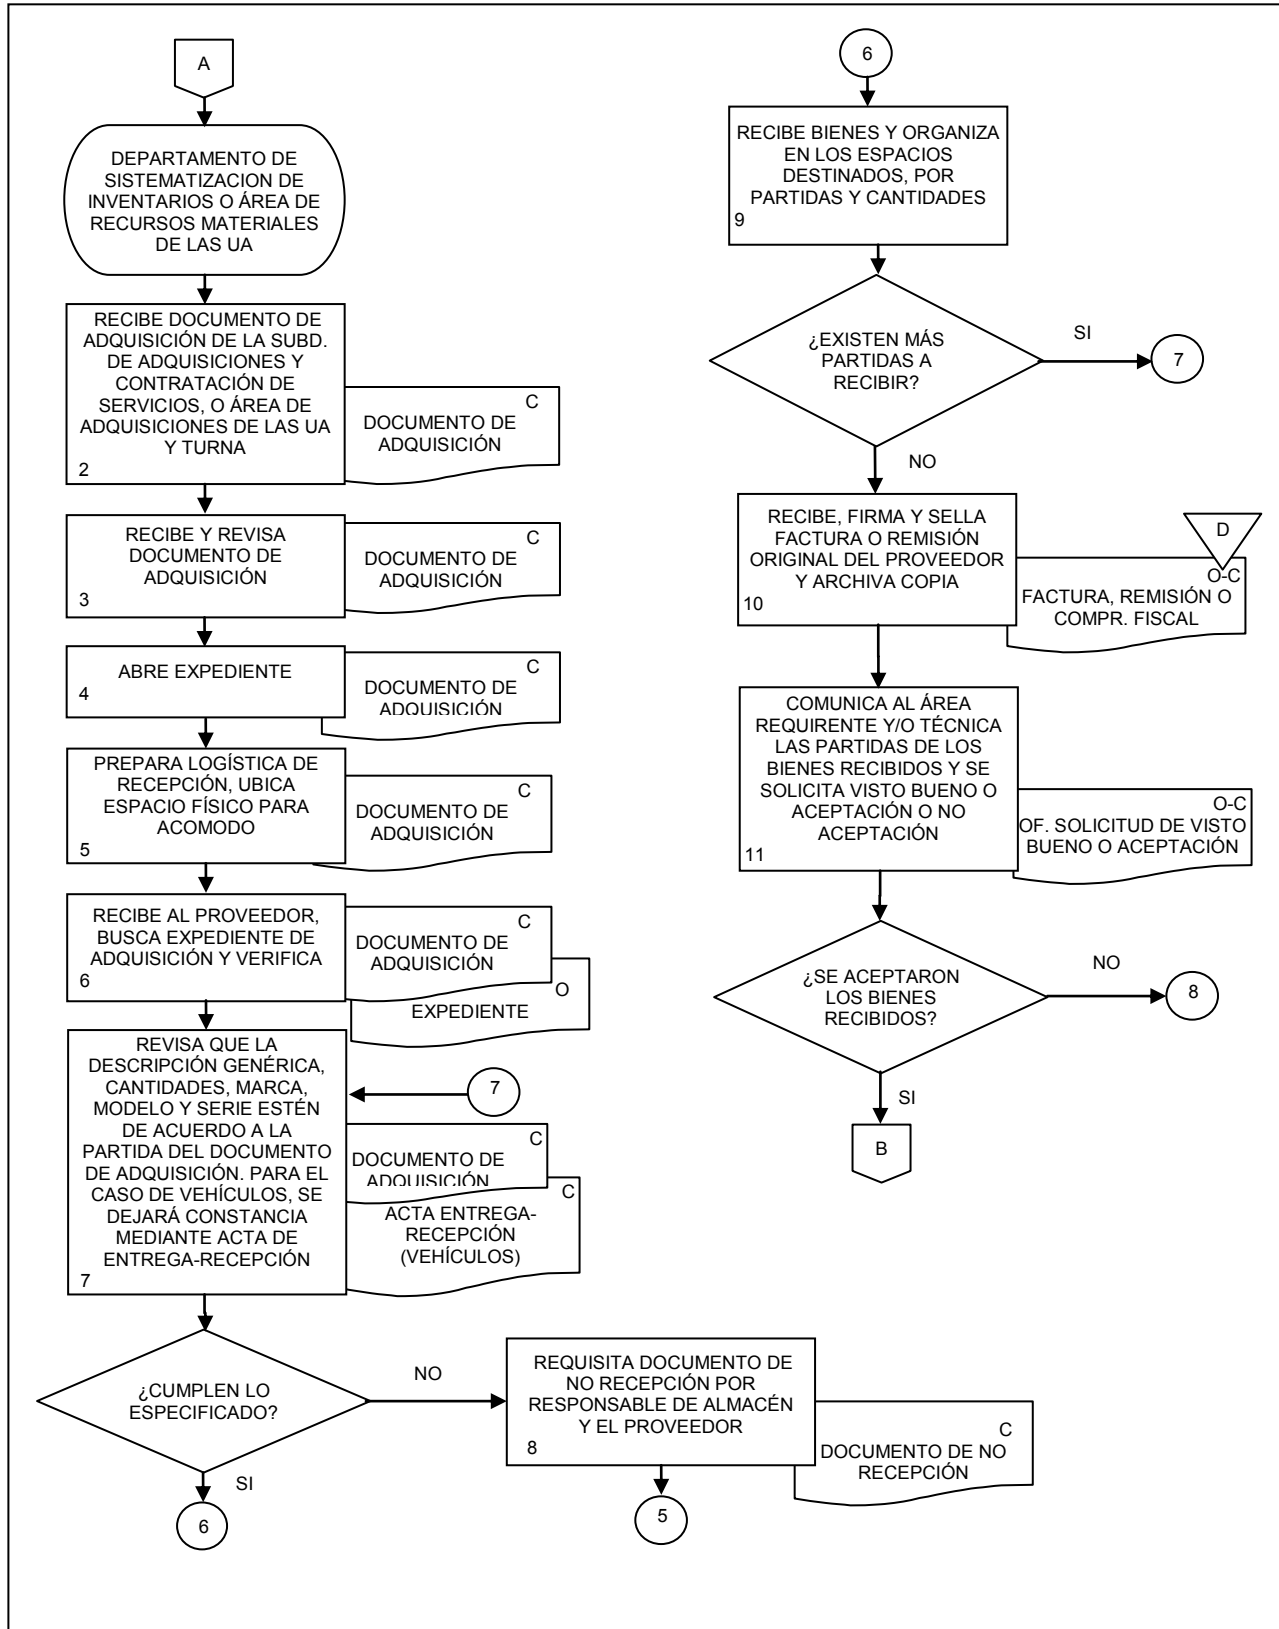 A
DEPARTAMENTO DE
SISTEMATIZACION DE
INVENTARIOS O ÁREA DE
RECURSOS MATERIALES
DE LAS UA
RECIBE DOCUMENTO DE
ADQUISICIÓN DE LA SUBD.
DE ADQUISICIONES Y
CONTRATACIÓN DE
SERVICIOS, O ÁREA DE
ADQUISICIONES DE LAS UA
Y TURNA
2
C
DOCUMENTO DE
ADQUISICIÓN
RECIBE Y REVISA
DOCUMENTO DE
ADQUISICIÓN
3
C
DOCUMENTO DE
ADQUISICIÓN
ABRE EXPEDIENTE
4
C
DOCUMENTO DE
ADQUISICIÓN
PREPARA LOGÍSTICA DE
RECEPCIÓN, UBICA
ESPACIO FÍSICO PARA
ACOMODO
5
C
DOCUMENTO DE
ADQUISICIÓN
RECIBE AL PROVEEDOR,
BUSCA EXPEDIENTE DE
ADQUISICIÓN Y VERIFICA
6
C
DOCUMENTO DE
ADQUISICIÓN
O
EXPEDIENTE
REVISA QUE LA
DESCRIPCIÓN GENÉRICA,
CANTIDADES, MARCA,
MODELO Y SERIE ESTÉN
DE ACUERDO A LA
PARTIDA DEL DOCUMENTO
DE ADQUISICIÓN. PARA EL
CASO DE VEHÍCULOS, SE
DEJARÁ CONSTANCIA
MEDIANTE ACTA DE
ENTREGA-RECEPCIÓN
7
7
C
DOCUMENTO DE
ADQUISICIÓN
C
ACTA ENTREGA-
RECEPCIÓN
(VEHÍCULOS)
¿CUMPLEN LO
ESPECIFICADO?
NO
SI
6
REQUISITA DOCUMENTO DE
NO RECEPCIÓN POR
RESPONSABLE DE ALMACÉN
Y EL PROVEEDOR
8
C
DOCUMENTO DE NO
RECEPCIÓN
5
6
RECIBE BIENES Y ORGANIZA
EN LOS ESPACIOS
DESTINADOS, POR
PARTIDAS Y CANTIDADES
9
¿EXISTEN MÁS
PARTIDAS A
RECIBIR?
SI
7
NO
RECIBE, FIRMA Y SELLA
FACTURA O REMISIÓN
ORIGINAL DEL PROVEEDOR
Y ARCHIVA COPIA
10
D
O-C
FACTURA, REMISIÓN O
COMPR. FISCAL
COMUNICA AL ÁREA
REQUIRENTE Y/O TÉCNICA
LAS PARTIDAS DE LOS
BIENES RECIBIDOS Y SE
SOLICITA VISTO BUENO O
ACEPTACIÓN O NO
ACEPTACIÓN
11
O-C
OF. SOLICITUD DE VISTO
BUENO O ACEPTACIÓN
¿SE ACEPTARON
LOS BIENES
RECIBIDOS?
NO
8
SI
B